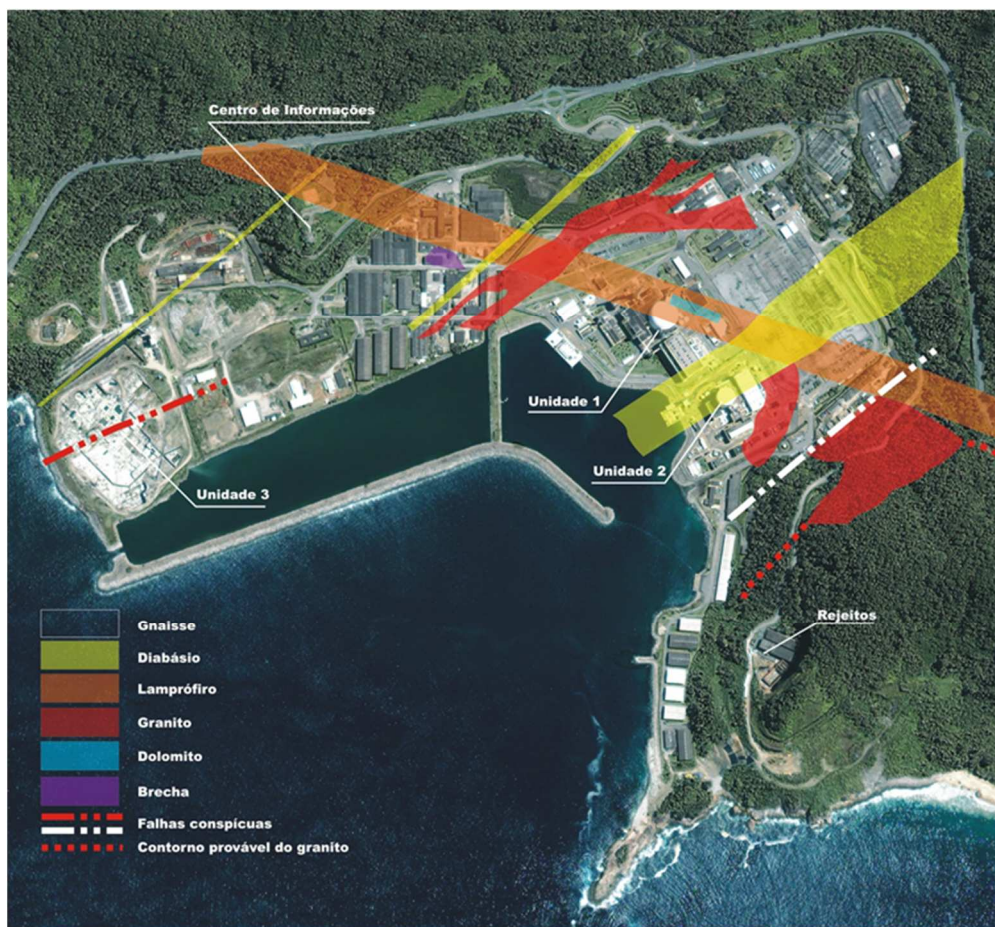 Centro de Informações
Unidade 1
Unidade 2
Unidade 3
Rejeitos
Gnaisse
Diabásio
Lamprófiro
Granito
Dolomito
Brecha
Falhas conspícuas
Contorno provável do granito